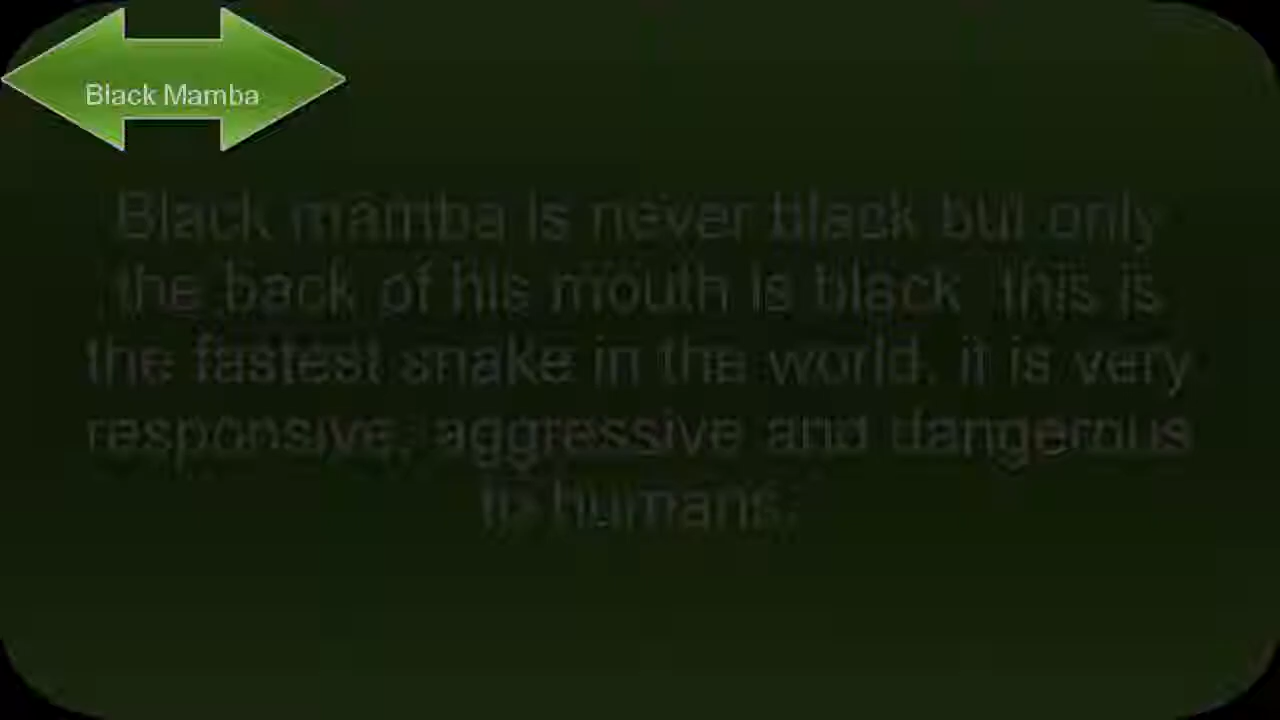 Black Mamba
Black mamba is never black but only
the back of his mouth is black this is
the fastest snake in the world. it is very
responsive, aggressive and dangerous
to humans.